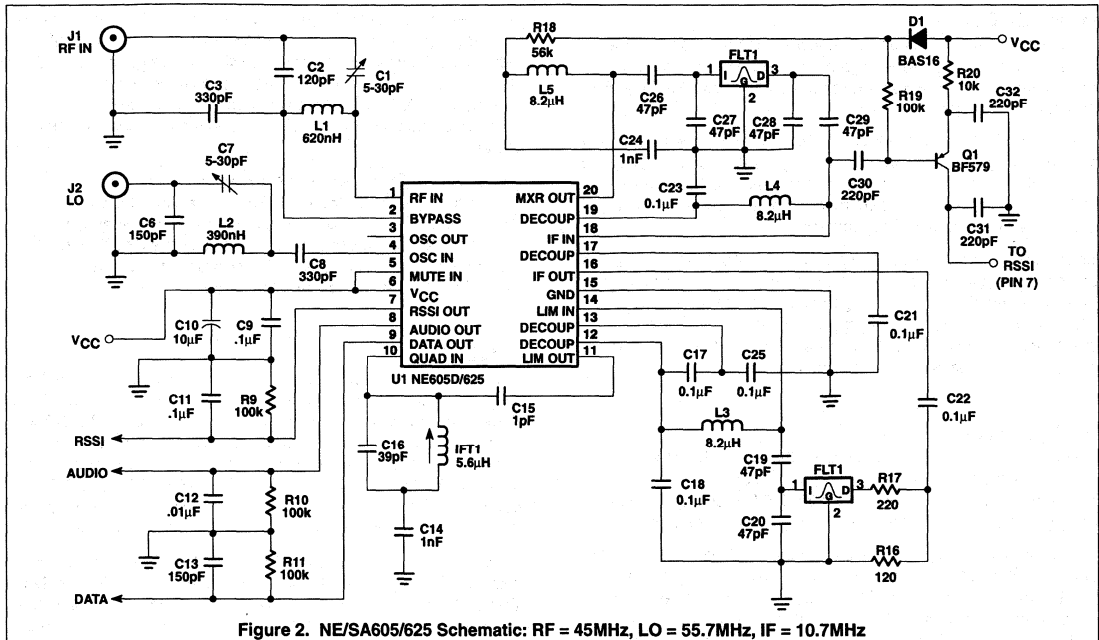 J1
RF IN
C3
330pF
C2
120pF
C1
5-30pF
L1
620nH
C7
5-30pF
J2
LO
C6
150pF
L2
390nH
C8
330pF
VCC
C10
10μF
C9
.1μF
C11
.1μF
R9
100k
RSSI
AUDIO
C12
.01μF
R10
100k
C13
150pF
R11
100k
DATA
1 RF IN
2 BYPASS
3 OSC OUT
4 OSC IN
5 MUTE IN
6 VCC
7 RSSI OUT
8 AUDIO OUT
9 DATA OUT
10 QUAD IN
MXR OUT 20
DECOUP 19
IF IN 18
DECOUP 17
IF OUT 16
GND 15
LIM IN 14
DECOUP 13
DECOUP 12
LIM OUT 11
U1 NE605D/625
C15
1pF
C16
39pF
IFT1
5.6μH
C14
1nF
R18
56k
L5
8.2μH
C26
47pF
FLT1
1 I G D 3
2
C27
47pF
C28
47pF
C24
1nF
C23
0.1μF
L4
8.2μH
C29
47pF
C30
220pF
D1
BAS16
VCC
R19
100k
R20
10k
C32
220pF
Q1
BF579
C31
220pF
TO
RSSI
(PIN 7)
C21
0.1μF
C17
0.1μF
C25
0.1μF
C22
0.1μF
L3
8.2μH
C19
47pF
C18
0.1μF
C20
47pF
FLT1
1 I G D 3
2
R17
220
R16
120
Figure 2. NE/SA605/625 Schematic: RF = 45MHz, LO = 55.7MHz, IF = 10.7MHz